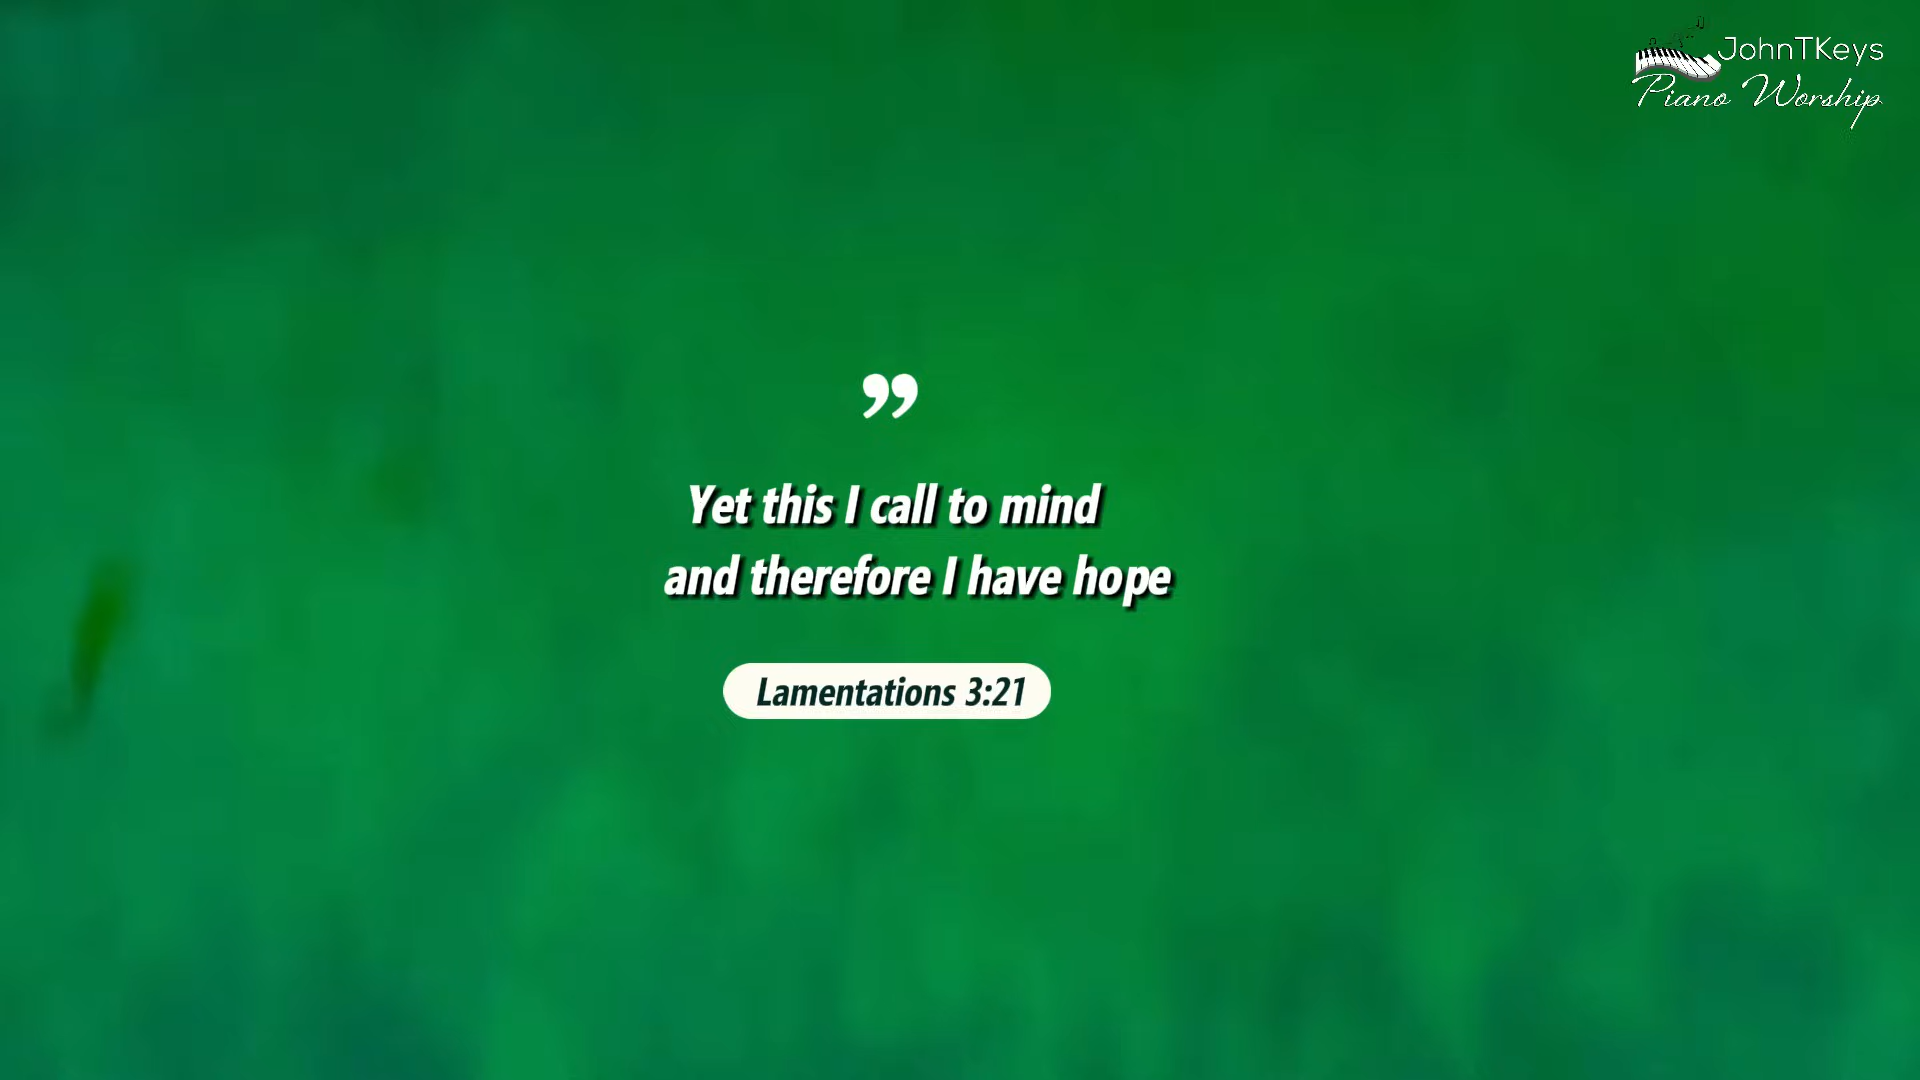 JohnTKeys
Piano Worship
”
Yet this I call to mind
and therefore I have hope
Lamentations 3:21